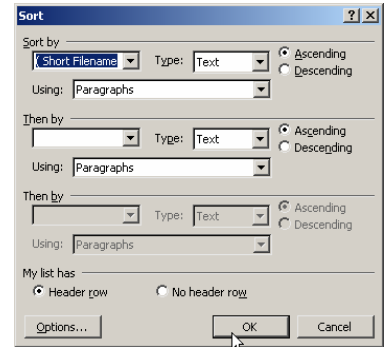 Sort
Sort by
( Short Filename Type: Text Ascending
Descending
Using: Paragraphs
Then by
Type: Text Ascending
Descending
Using: Paragraphs
Then by
Type: Text Ascending
Descending
Using: Paragraphs
My list has
Header row No header row
Options... OK Cancel